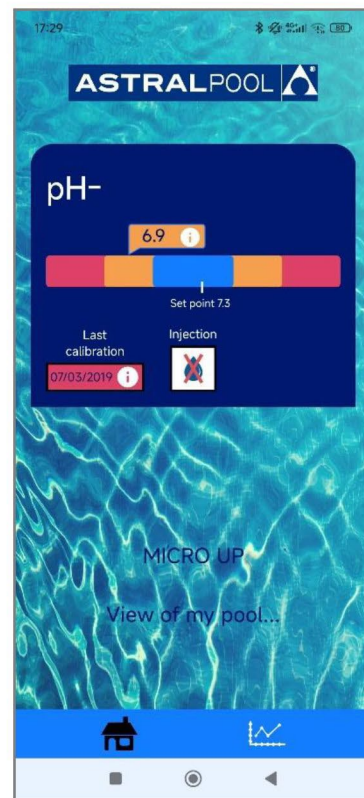 17:29
80
ASTRALPOOL
pH-
6.9 i
Set point 7.3
Last
calibration
Injection
07/03/2019 i
MICRO UP
View of my pool...